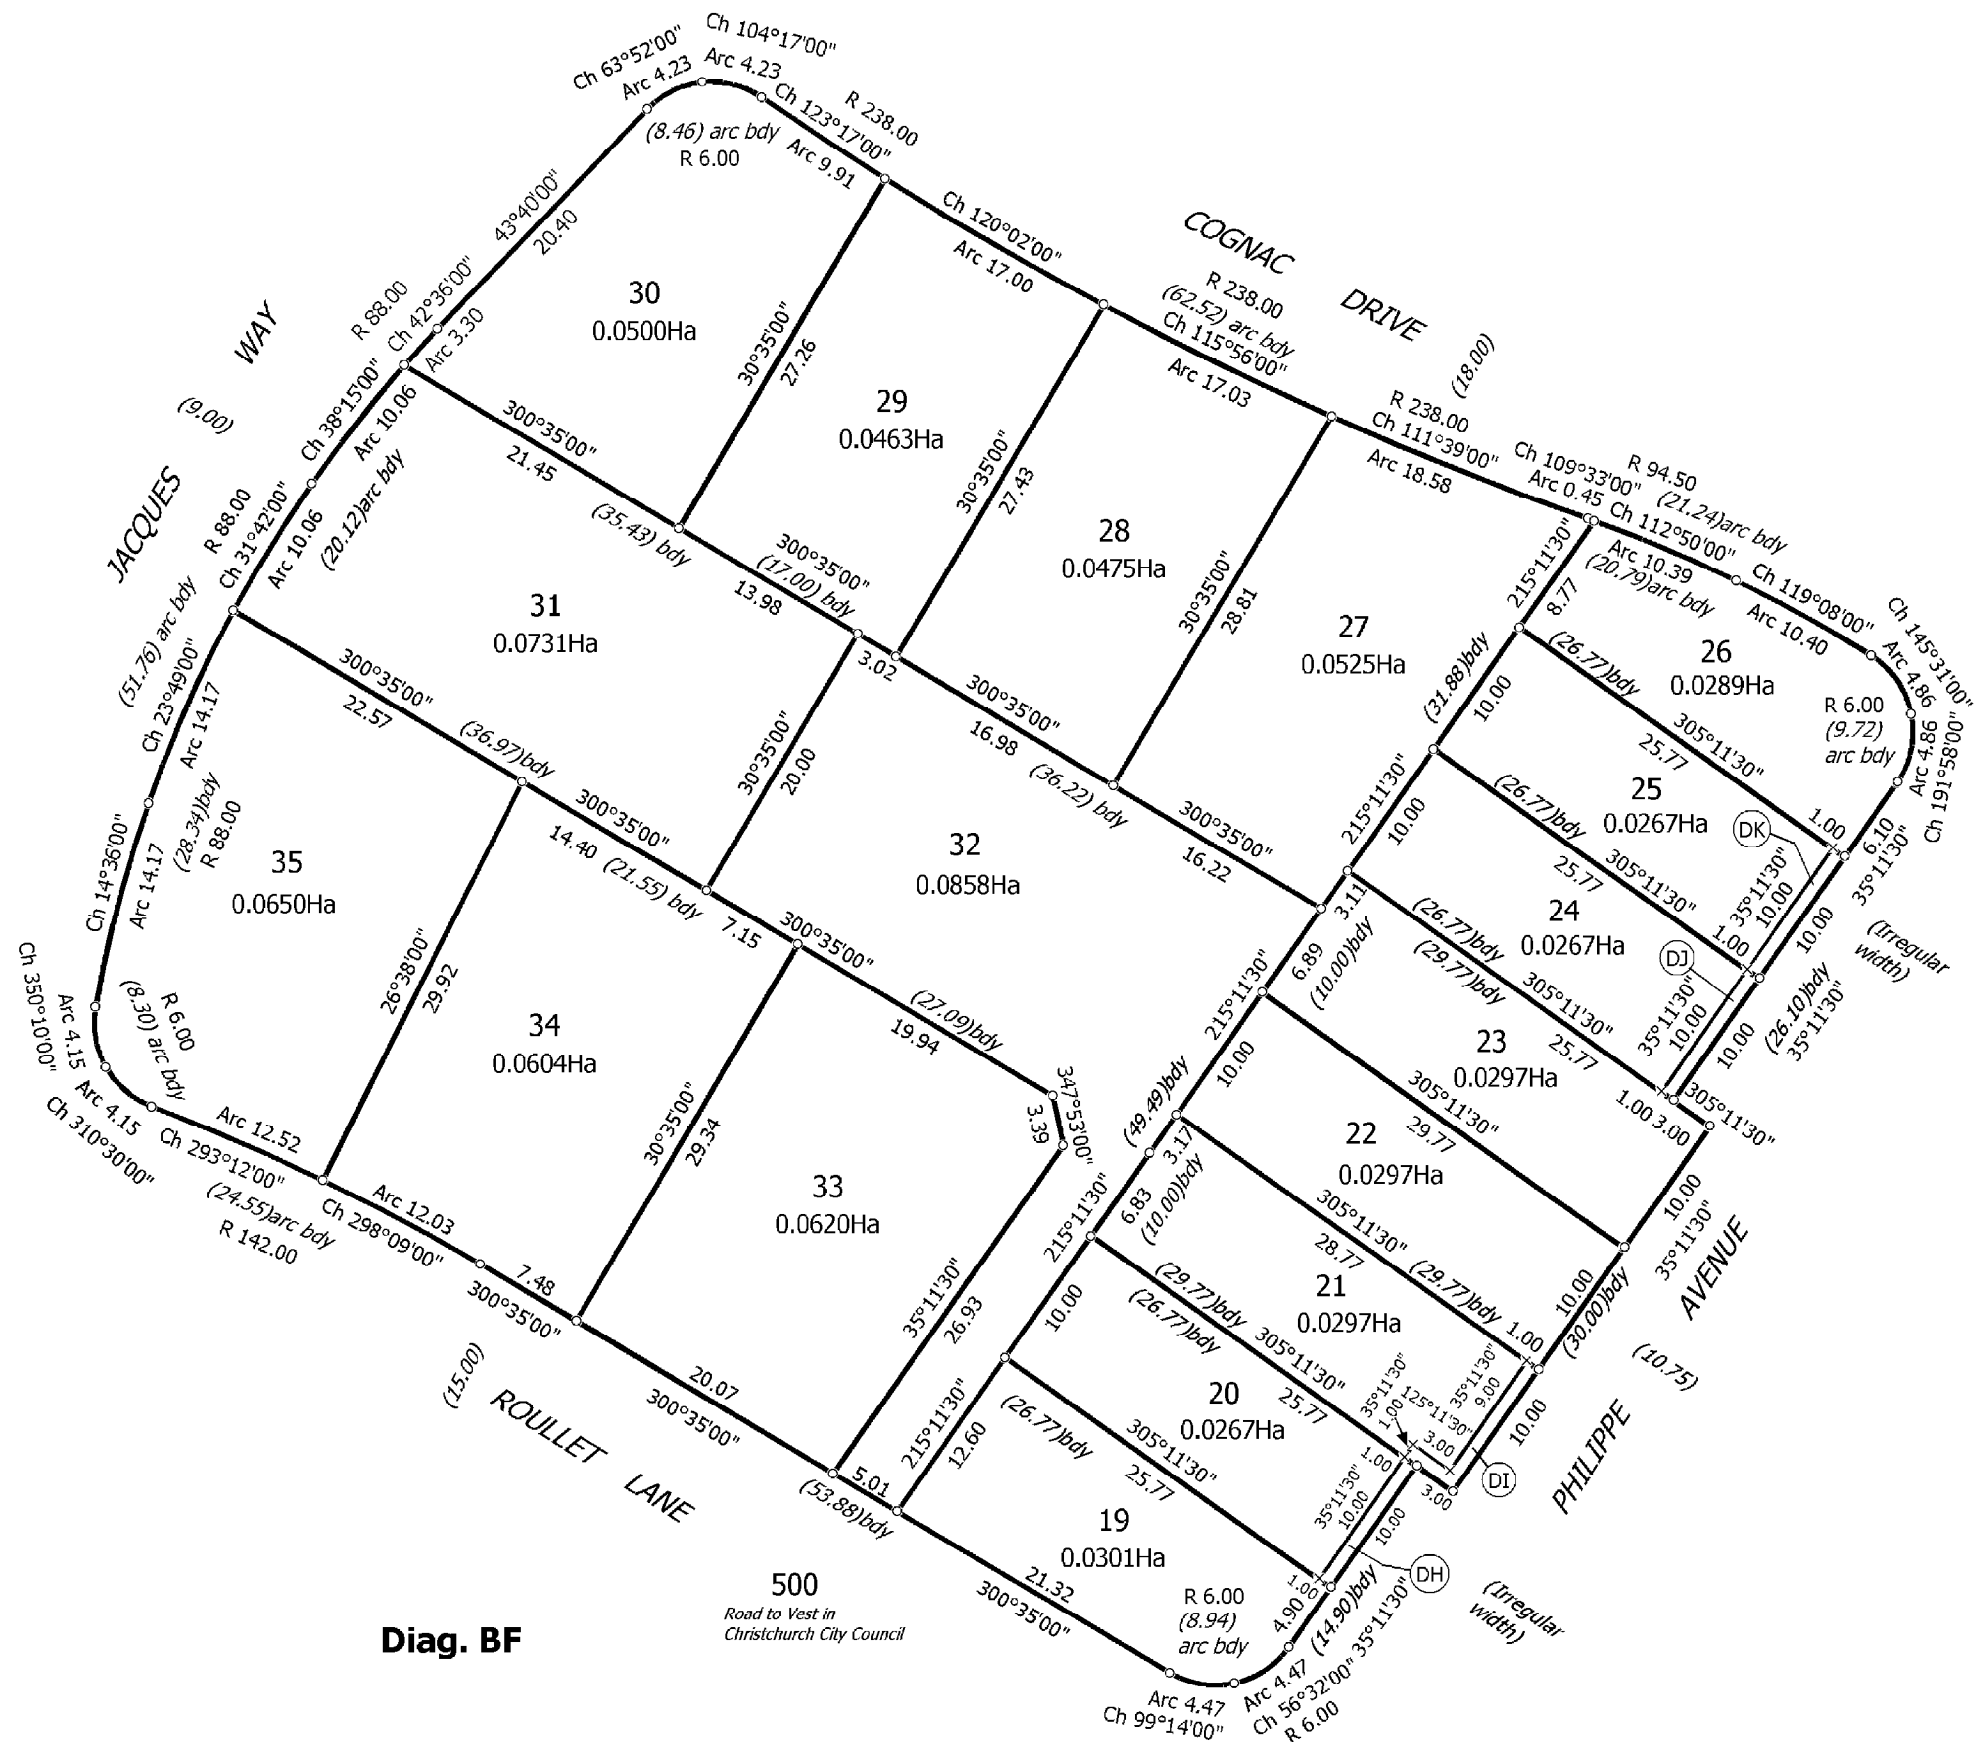 Ch 104°17'00"
Ch 63°52'00"
Arc 4.23
Arc 4.23
(8.46) arc bdy
R 6.00
Ch 123°17'00"
R 238.00
Arc 9.91
43°40'00"
20.40
Ch 120°02'00"
Arc 17.00
COGNAC
DRIVE
R 238.00
(62.52) arc bdy
Ch 115°56'00"
Arc 17.03
(18.00)
R 88.00
Ch 42°36'00"
Arc 3.30
30
0.0500Ha
30°35'00"
27.26
WAY
JACQUES
(9.00)
Ch 38°15'00"
Arc 10.06
(20.12)arc bdy
300°35'00"
21.45
(35.43) bdy
29
0.0463Ha
30°35'00"
27.43
R 238.00
Ch 111°39'00"
Arc 18.58
Ch 109°33'00"
Arc 0.45
R 94.50
(21.24)arc bdy
Ch 112°50'00"
Arc 10.39
(20.79)arc bdy
R 88.00
Ch 31°42'00"
Arc 10.06
28
0.0475Ha
300°35'00"
(17.00) bdy
13.98
30°35'00"
28.81
215°11'30"
8.77
Ch 119°08'00"
Arc 10.40
Ch 145°31'00"
Arc 4.86
R 6.00
(9.72)
arc bdy
Arc 4.86
Ch 191°58'00"
31
0.0731Ha
27
0.0525Ha
26
0.0289Ha
(51.76) arc bdy
Ch 23°49'00"
Arc 14.17
(28.34)bdy
R 88.00
300°35'00"
22.57
(36.97)bdy
30°35'00"
20.00
3.02
300°35'00"
16.98
(36.22) bdy
(31.88)bdy
10.00
(26.77)bdy
305°11'30"
25.77
1.00
6.10
35°11'30"
25
0.0267Ha
DK
35°11'30"
10.00
10.00
(Irregular
width)
215°11'30"
10.00
(26.77)bdy
305°11'30"
25.77
1.00
Ch 14°36'00"
Arc 14.17
35
0.0650Ha
300°35'00"
14.40
(21.55) bdy
7.15
32
0.0858Ha
300°35'00"
16.22
3.11
(26.77)bdy
(29.77)bdy
24
0.0267Ha
DJ
35°11'30"
10.00
10.00
(26.10)bdy
35°11'30"
Ch 350°10'00"
Arc 4.15
R 6.00
(8.30) arc bdy
26°38'00"
29.92
300°35'00"
(27.09)bdy
19.94
215°11'30"
6.89
(10.00)bdy
305°11'30"
25.77
1.00
3.00
305°11'30"
34
0.0604Ha
23
0.0297Ha
347°53'00"
3.39
(49.49)bdy
10.00
305°11'30"
29.77
Arc 4.15
Ch 310°30'00"
Arc 12.52
Ch 293°12'00"
(24.55)arc bdy
R 142.00
Arc 12.03
Ch 298°09'00"
30°35'00"
29.34
33
0.0620Ha
22
0.0297Ha
3.17
215°11'30"
6.83
(10.00)bdy
305°11'30"
28.77
(29.77)bdy
1.00
10.00
35°11'30"
AVENUE
10.00
(30.00)bdy
(10.75)
7.48
300°35'00"
35°11'30"
26.93
10.00
(29.77)bdy
(26.77)bdy
21
0.0297Ha
305°11'30"
25.77
35°11'30"
1.00
125°11'30"
3.00
35°11'30"
9.00
10.00
(15.00)
ROULLET
LANE
20.07
300°35'00"
215°11'30"
12.60
20
0.0267Ha
(26.77)bdy
305°11'30"
25.77
1.00
3.00
DI
PHILIPPE
5.01
(53.88)bdy
35°11'30"
10.00
10.00
DH
19
0.0301Ha
1.00
4.90
(14.90)bdy
35°11'30"
(Irregular
width)
21.32
300°35'00"
R 6.00
(8.94)
arc bdy
Arc 4.47
Ch 99°14'00"
Arc 4.47
Ch 56°32'00"
R 6.00
500
Road to Vest in
Christchurch City Council
Diag. BF